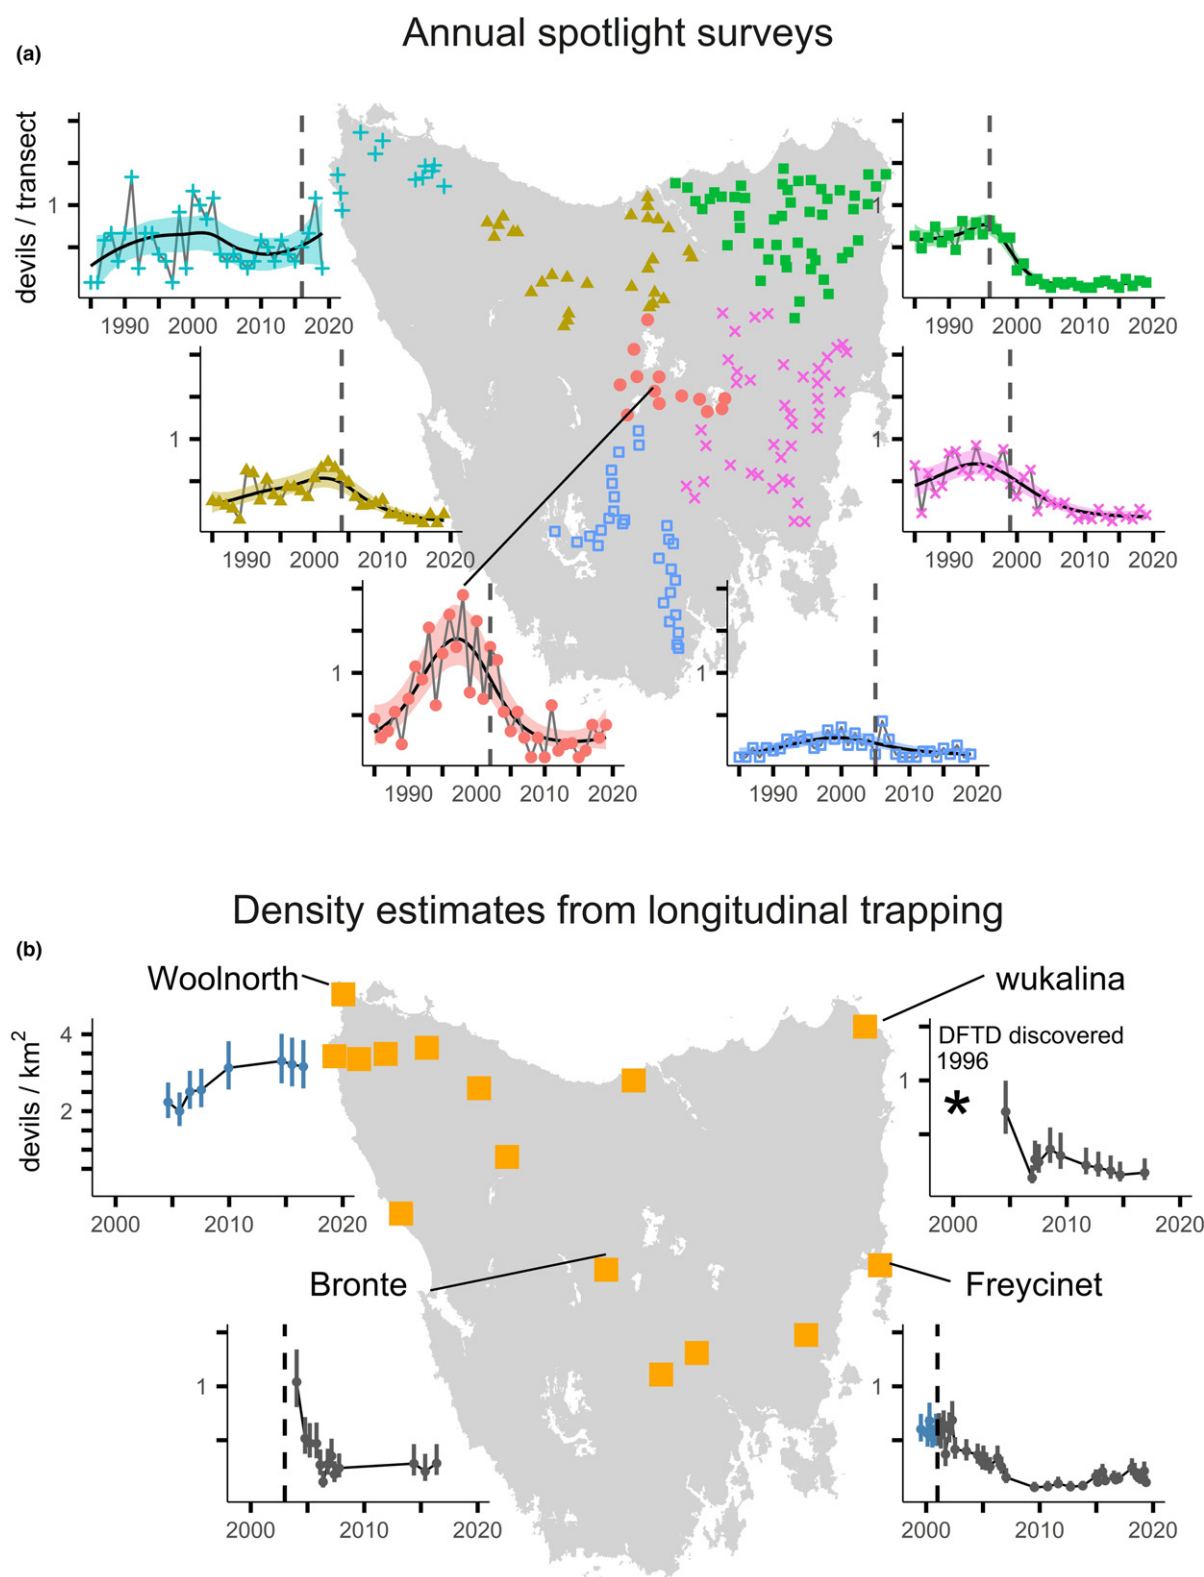 Annual spotlight surveys
(a)
devils / transect
1
1990 2000 2010 2020
1
1990 2000 2010 2020
1
1990 2000 2010 2020
1
1990 2000 2010 2020
1
1990 2000 2010 2020
1
1990 2000 2010 2020
Density estimates from longitudinal trapping
(b)
Woolnorth
wukalina
devils / km²
4
2
2000 2010 2020
DFTD discovered
1996
1
*
2000 2010 2020
Bronte
Freycinet
1
2000 2010 2020
1
2000 2010 2020